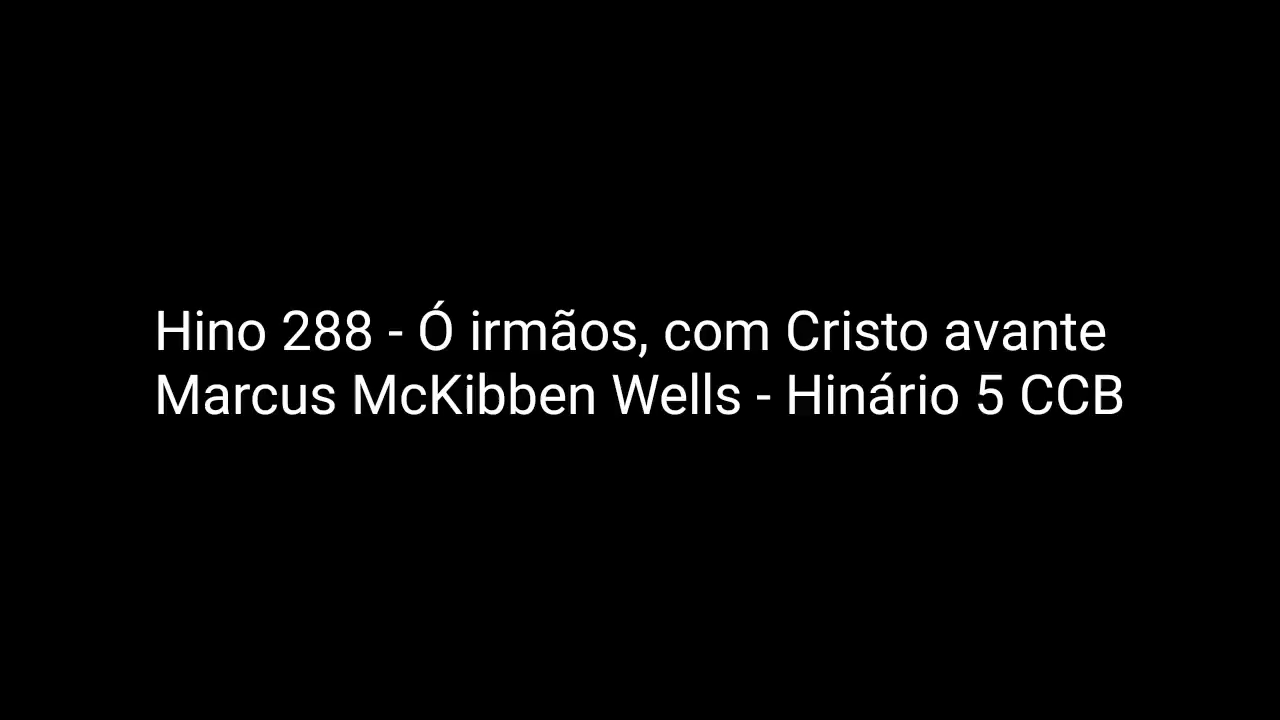 Hino 288 - Ó irmãos, com Cristo avante
Marcus McKibben Wells - Hinário 5 CCB